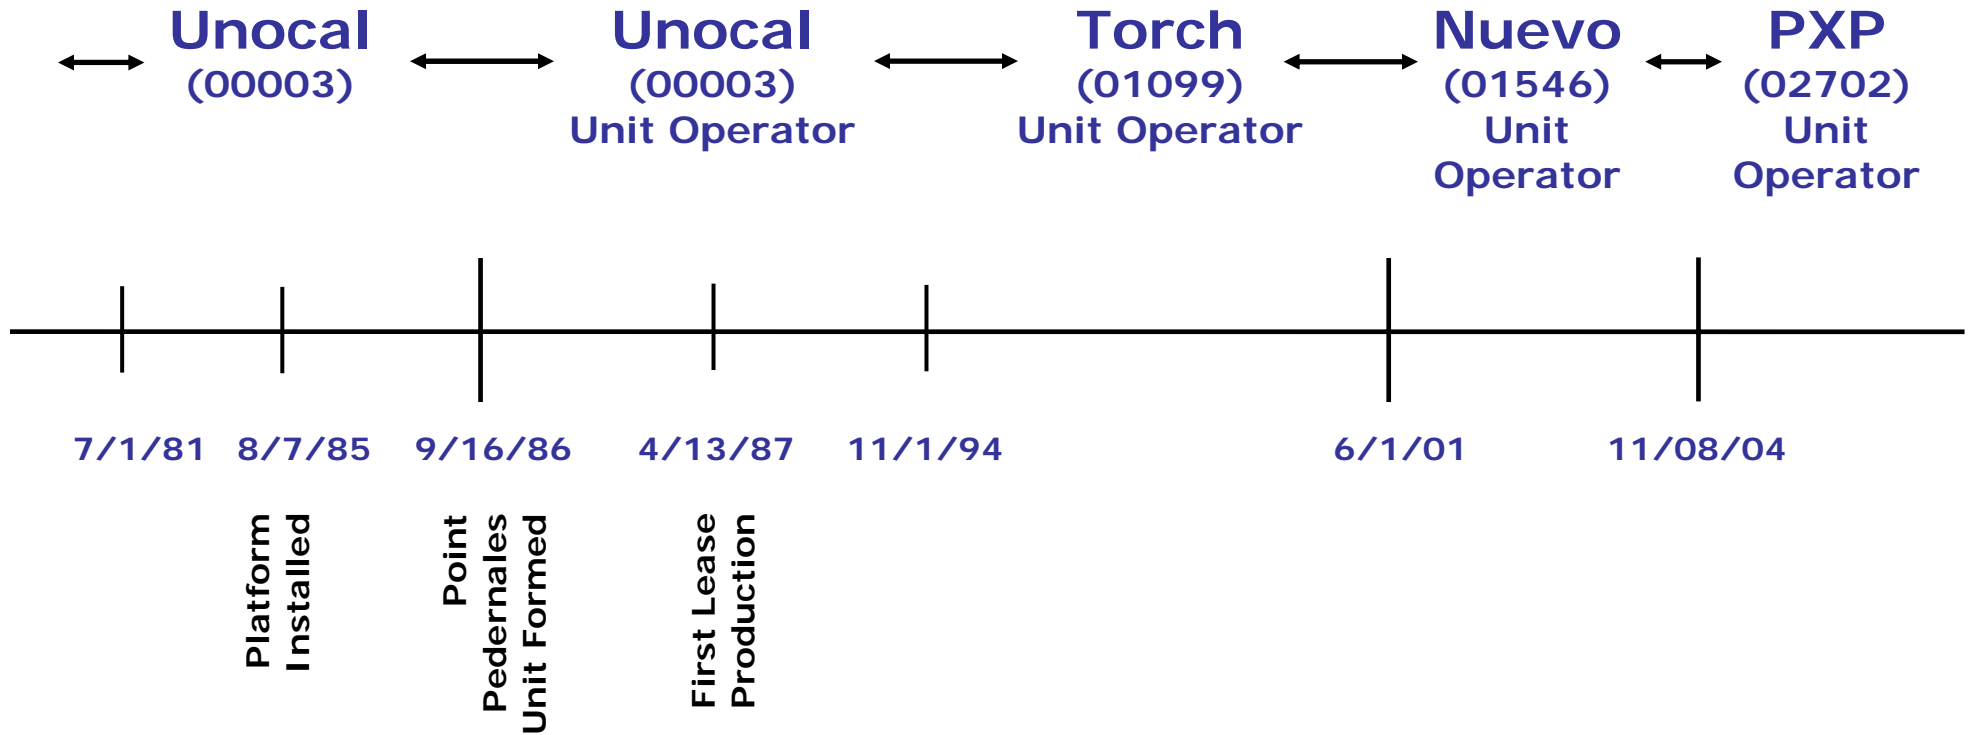 Unocal
(00003)
Unocal
(00003)
Unit Operator
Torch
(01099)
Unit Operator
Nuevo
(01546)
Unit
Operator
PXP
(02702)
Unit
Operator
7/1/81
8/7/85
9/16/86
4/13/87
11/1/94
6/1/01
11/08/04
Platform
Installed
Point
Pedernales
Unit Formed
First Lease
Production